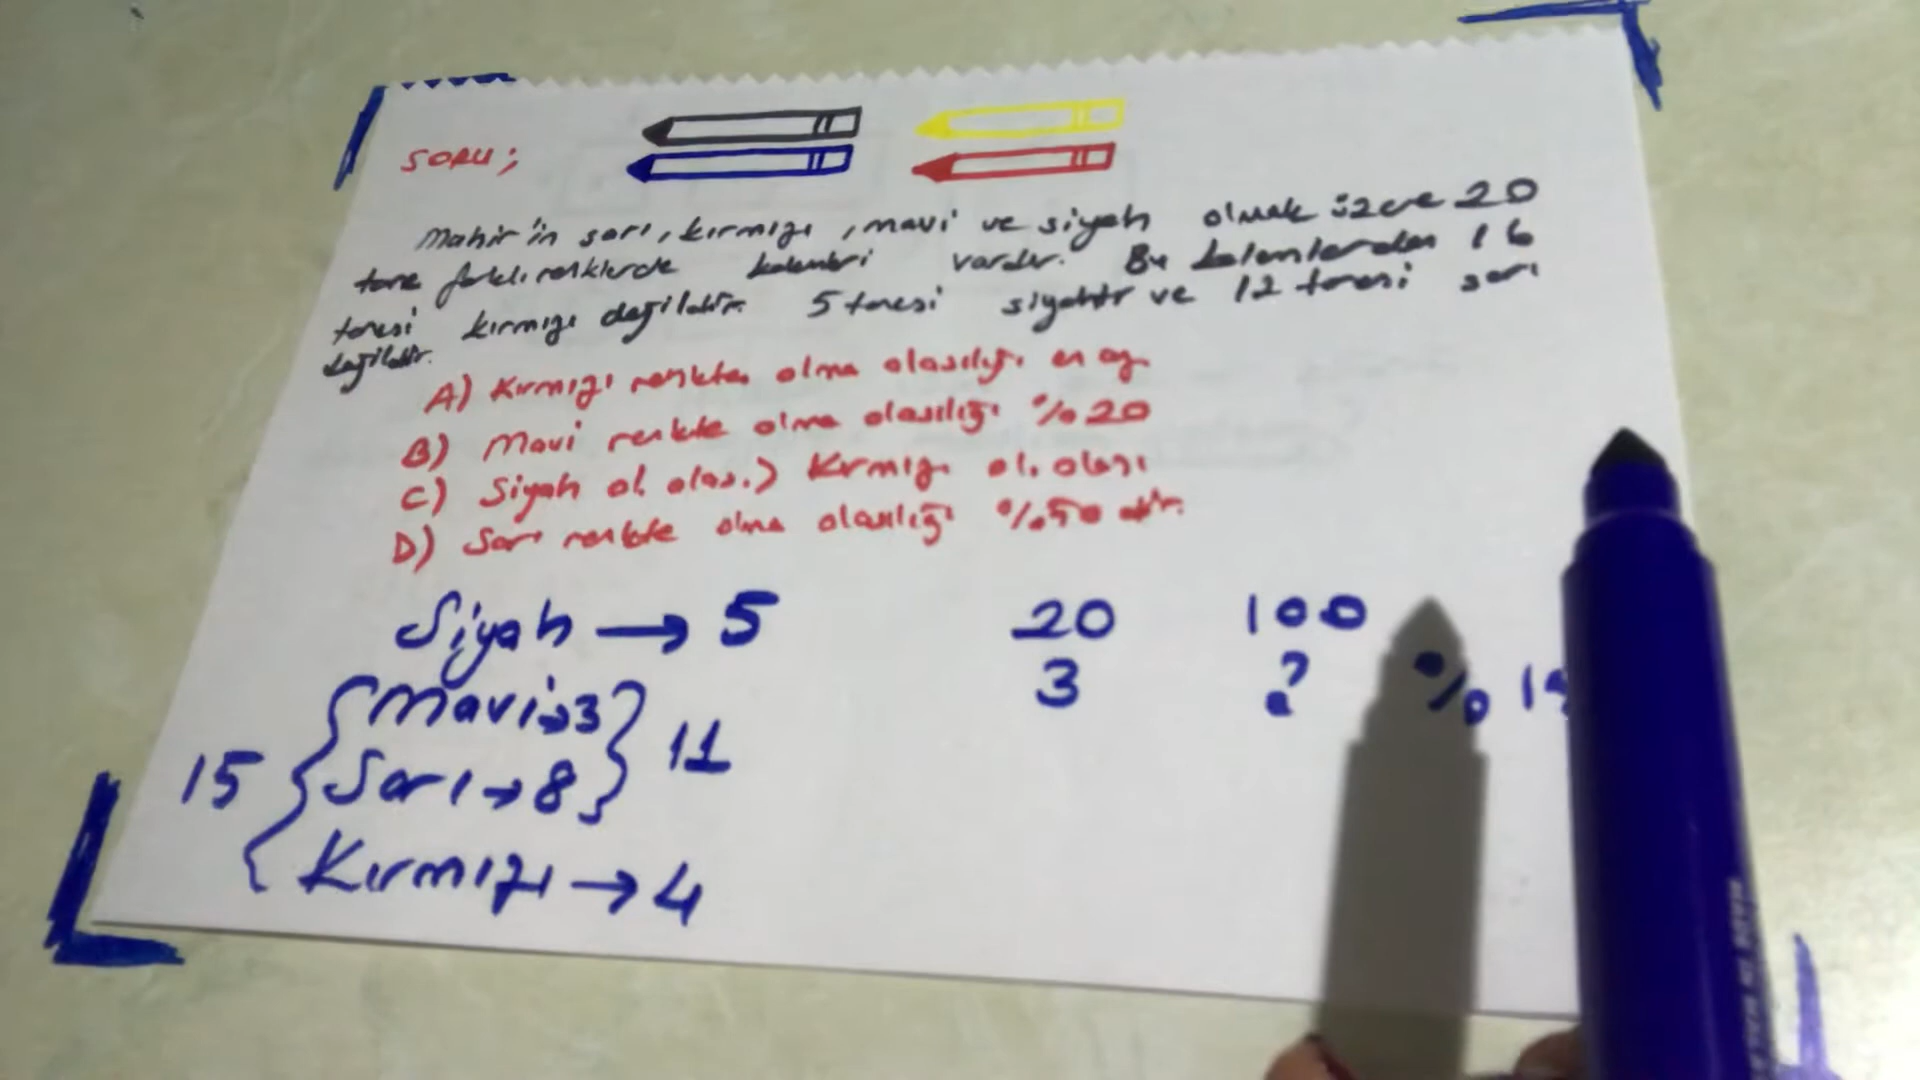 SORU;
Mahir'in sarı, kırmızı, mavi ve siyah olmak üzere 20
tane farklı renklerde kalemleri vardır. Bu kalemlerden 16
tanesi kırmızı değildir. 5 tanesi siyahtır ve 12 tanesi sarı
değildir.
A) Kırmızı renkte olma olasılığı en az.
B) Mavi renkte olma olasılığı %20
C) Siyah ol. olas.> Kırmızı ol. olası
D) Sarı renkte olma olasılığı %50 dir.
Siyah → 5
20 100
3 ? %
Mavi→3
15 11
Sarı→8
Kırmızı → 4